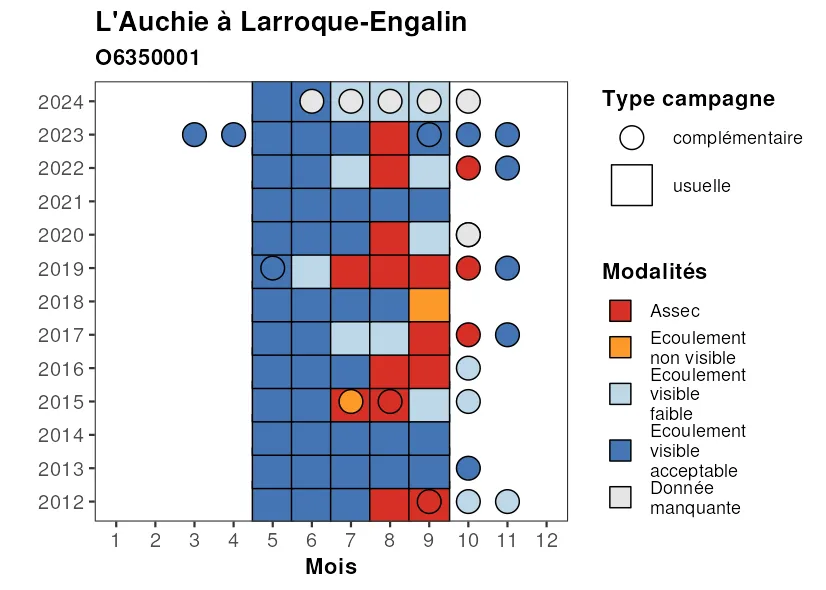 L'Auchie à Larroque-Engalin
O6350001
2024
2023
2022
2021
2020
2019
2018
2017
2016
2015
2014
2013
2012
1 2 3 4 5 6 7 8 9 10 11 12
Mois
Type campagne
complémentaire
usuelle
Modalités
Assec
Ecoulement
non visible
Ecoulement
visible
faible
Ecoulement
visible
acceptable
Donnée
manquante